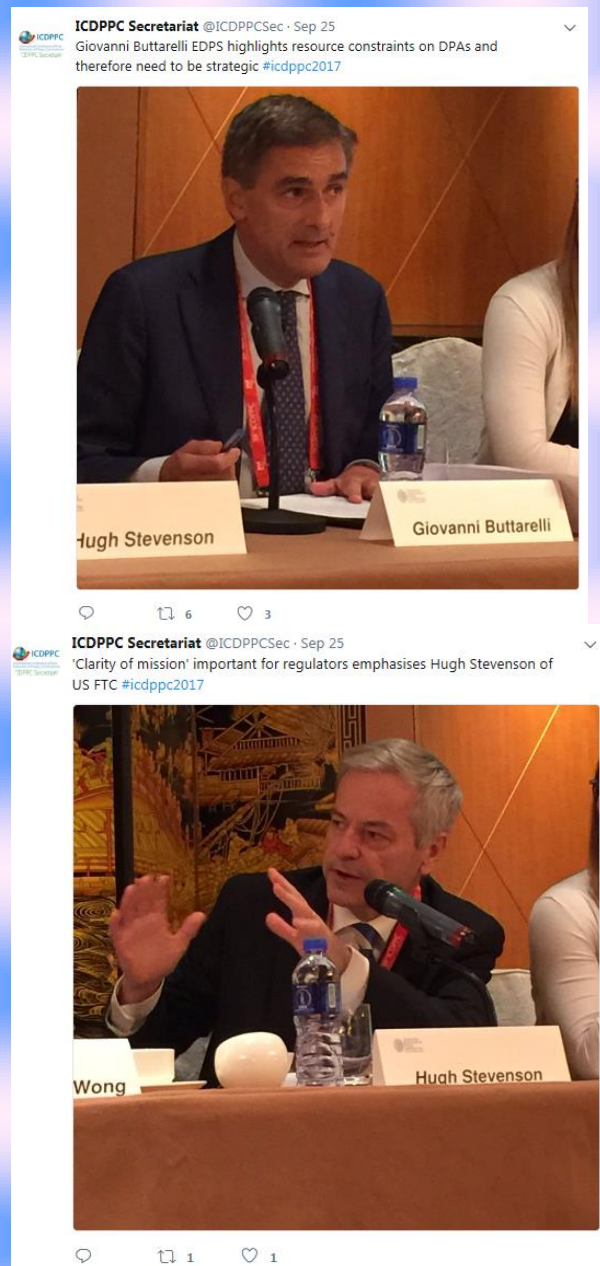 ICDPPC Secretariat @ICDPPCSec · Sep 25
Giovanni Buttarelli EDPS highlights resource constraints on DPAs and
therefore need to be strategic #icdppc2017
ICDPPC
Hugh Stevenson
Giovanni Buttarelli
6
3
ICDPPC Secretariat @ICDPPCSec · Sep 25
'Clarity of mission' important for regulators emphasises Hugh Stevenson of
US FTC #icdppc2017
ICDPPC
Wong
Hugh Stevenson
1
1